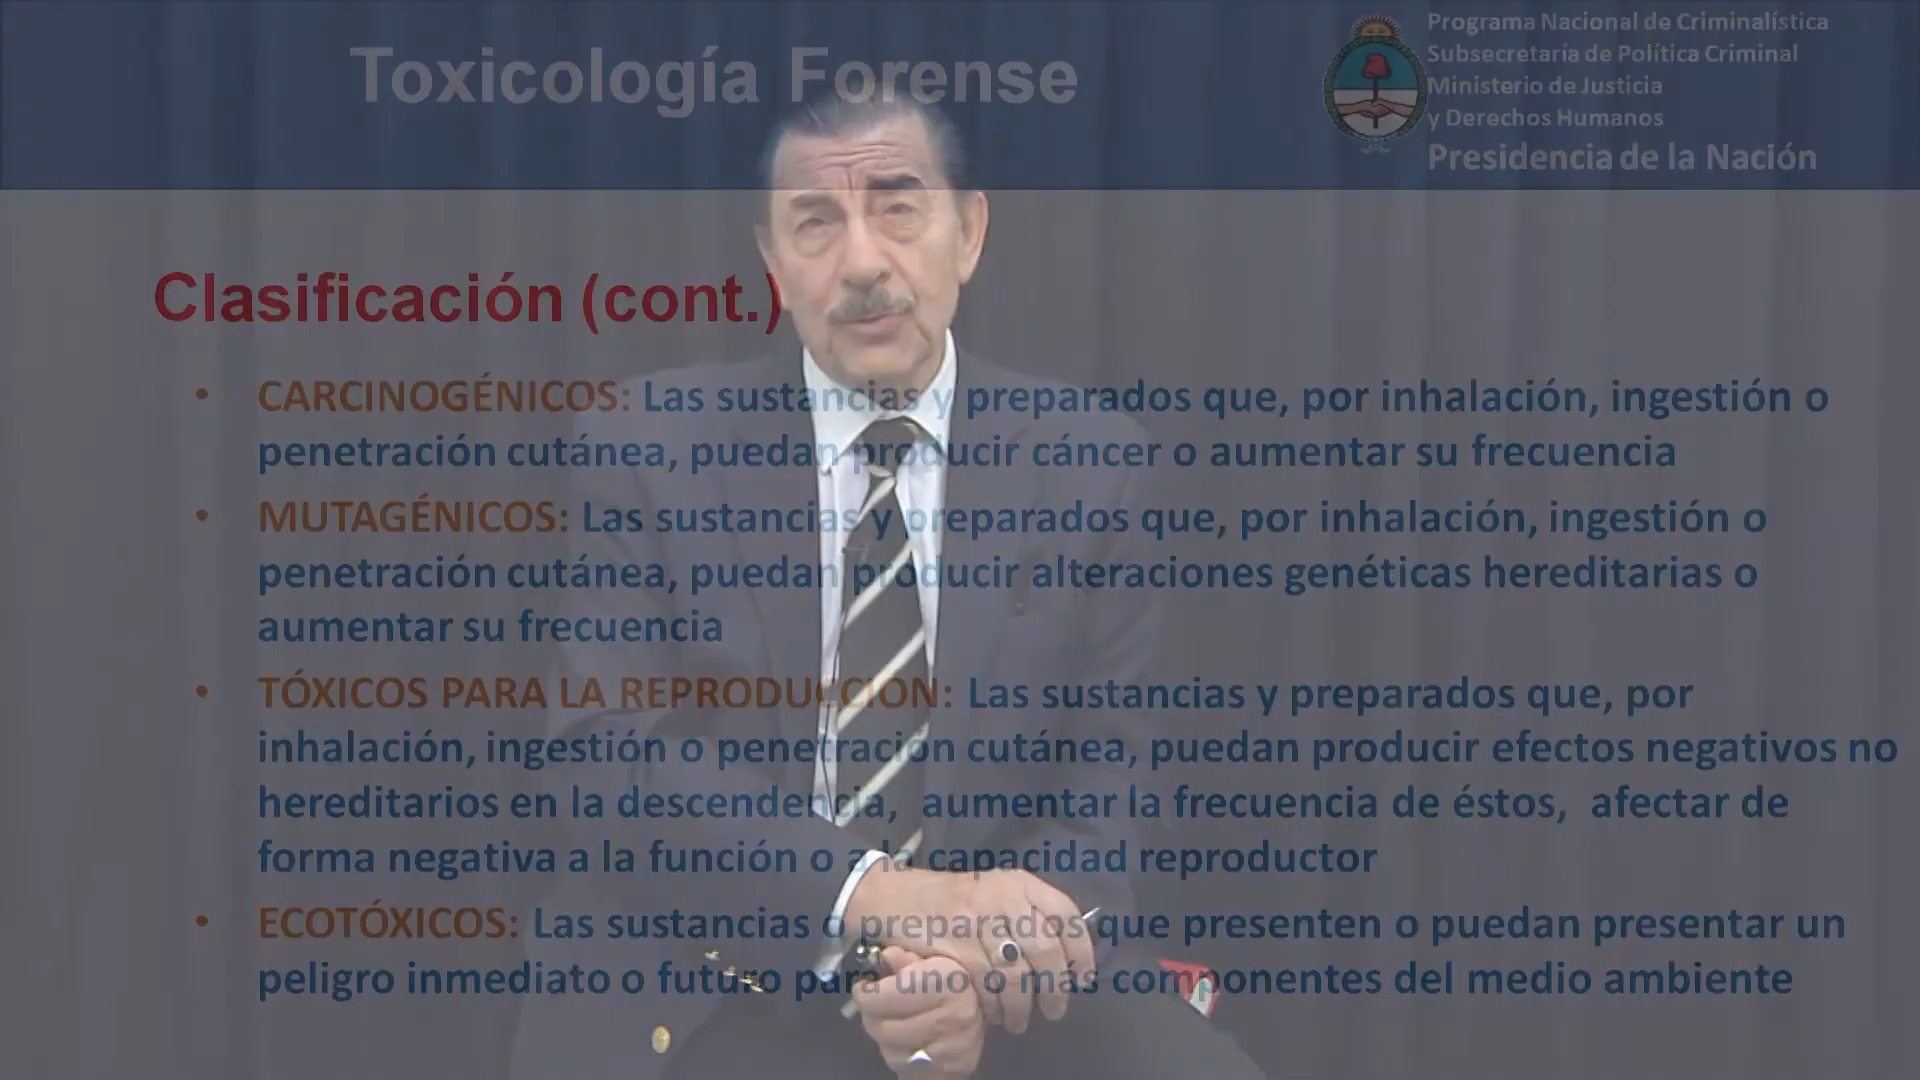 Toxicología Forense
Programa Nacional de Criminalística
Subsecretaría de Política Criminal
Ministerio de Justicia
y Derechos Humanos
Presidencia de la Nación
Clasificación (cont.)
• CARCINOGÉNICOS: Las sustancias y preparados que, por inhalación, ingestión o
penetración cutánea, puedan producir cáncer o aumentar su frecuencia
• MUTAGÉNICOS: Las sustancias y preparados que, por inhalación, ingestión o
penetración cutánea, puedan producir alteraciones genéticas hereditarias o
aumentar su frecuencia
• TÓXICOS PARA LA REPRODUCCIÓN: Las sustancias y preparados que, por
inhalación, ingestión o penetración cutánea, puedan producir efectos negativos no
hereditarios en la descendencia, aumentar la frecuencia de éstos, afectar de
forma negativa a la función o a la capacidad reproductor
• ECOTÓXICOS: Las sustancias o preparados que presenten o puedan presentar un
peligro inmediato o futuro para uno o más componentes del medio ambiente